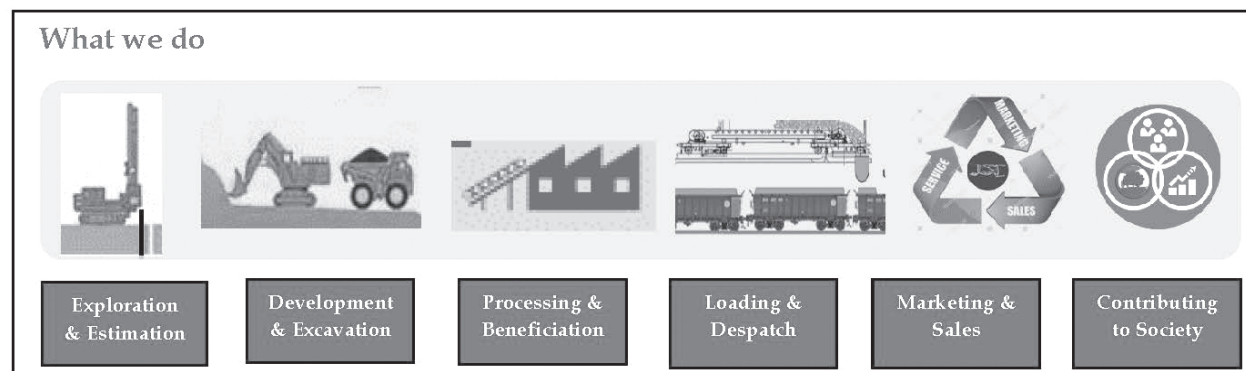 What we do
MARKETING
SERVICE
SALES
Exploration
& Estimation
Development
& Excavation
Processing &
Beneficiation
Loading &
Despatch
Marketing &
Sales
Contributing
to Society